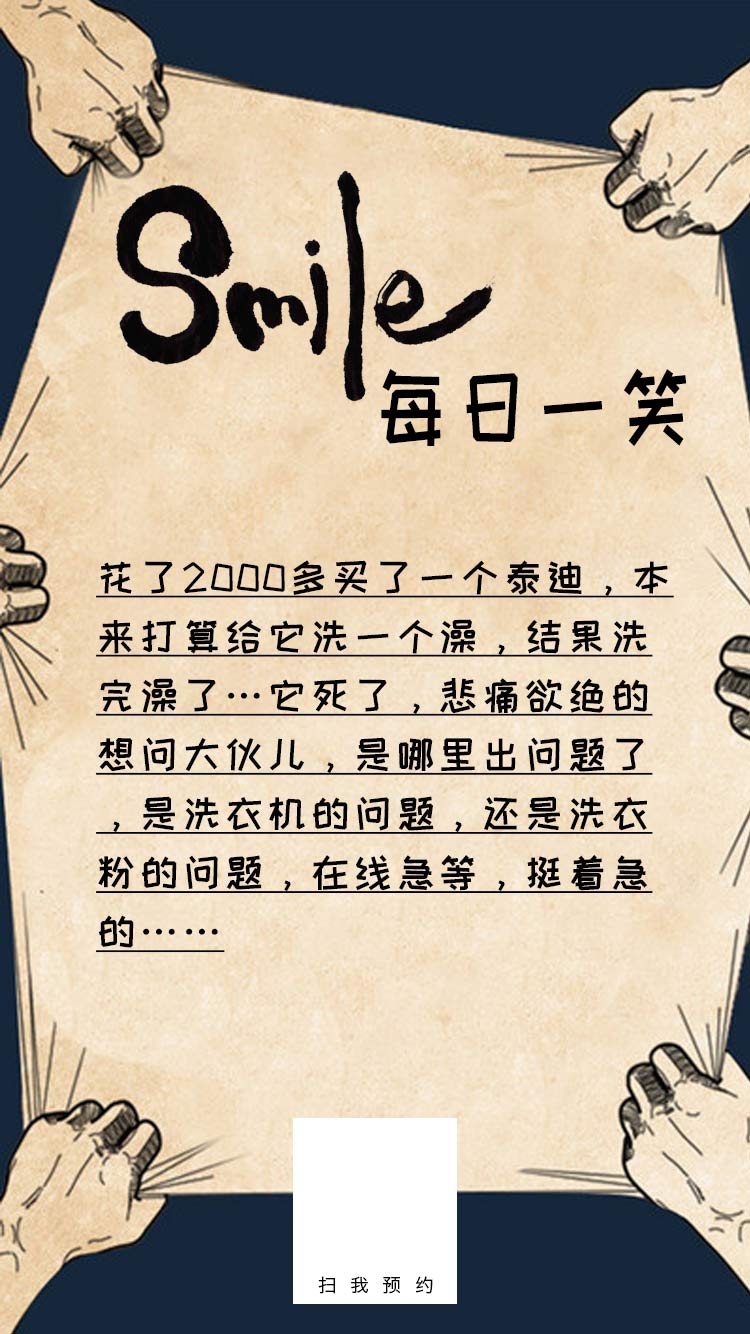 Smile
每日一笑
花了2000多买了一个泰迪，本
来打算给它洗一个澡，结果洗
完澡了…它死了，悲痛欲绝的
想问大伙儿，是哪里出问题了
，是洗衣机的问题，还是洗衣
粉的问题，在线急等，挺着急
的……
扫我预约